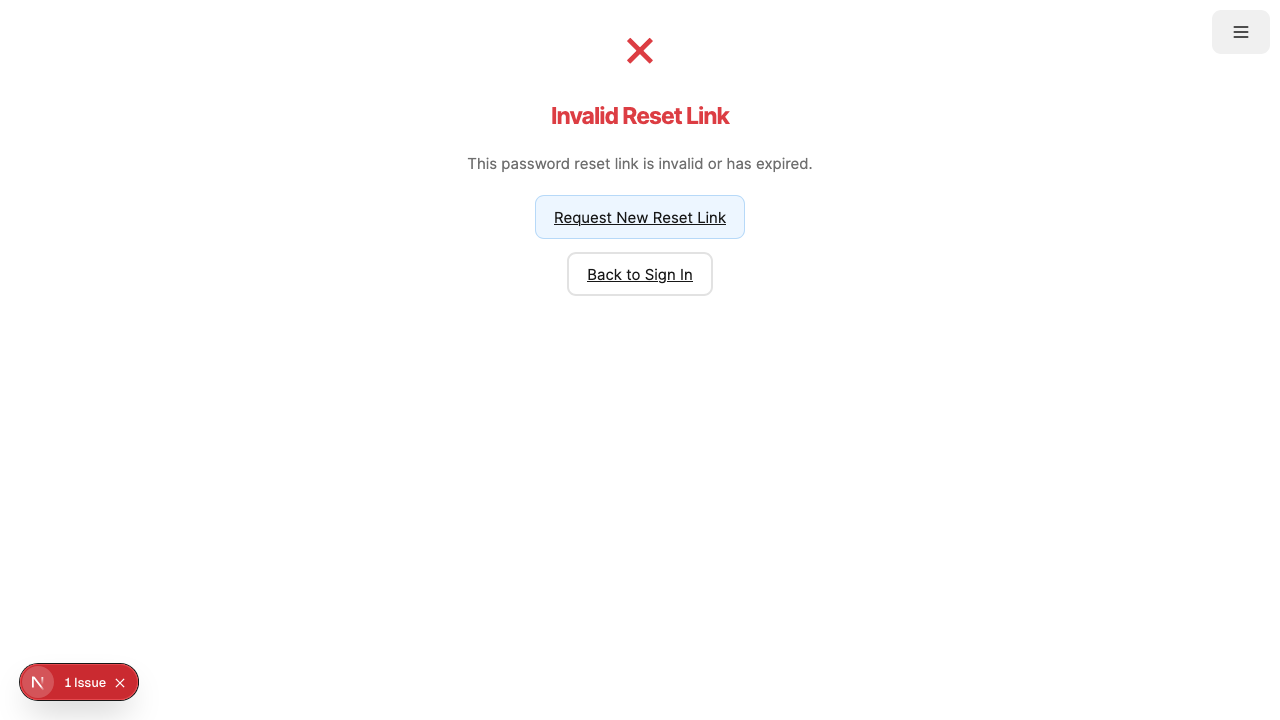 Invalid Reset Link
This password reset link is invalid or has expired.
Request New Reset Link
Back to Sign In
N 1 Issue